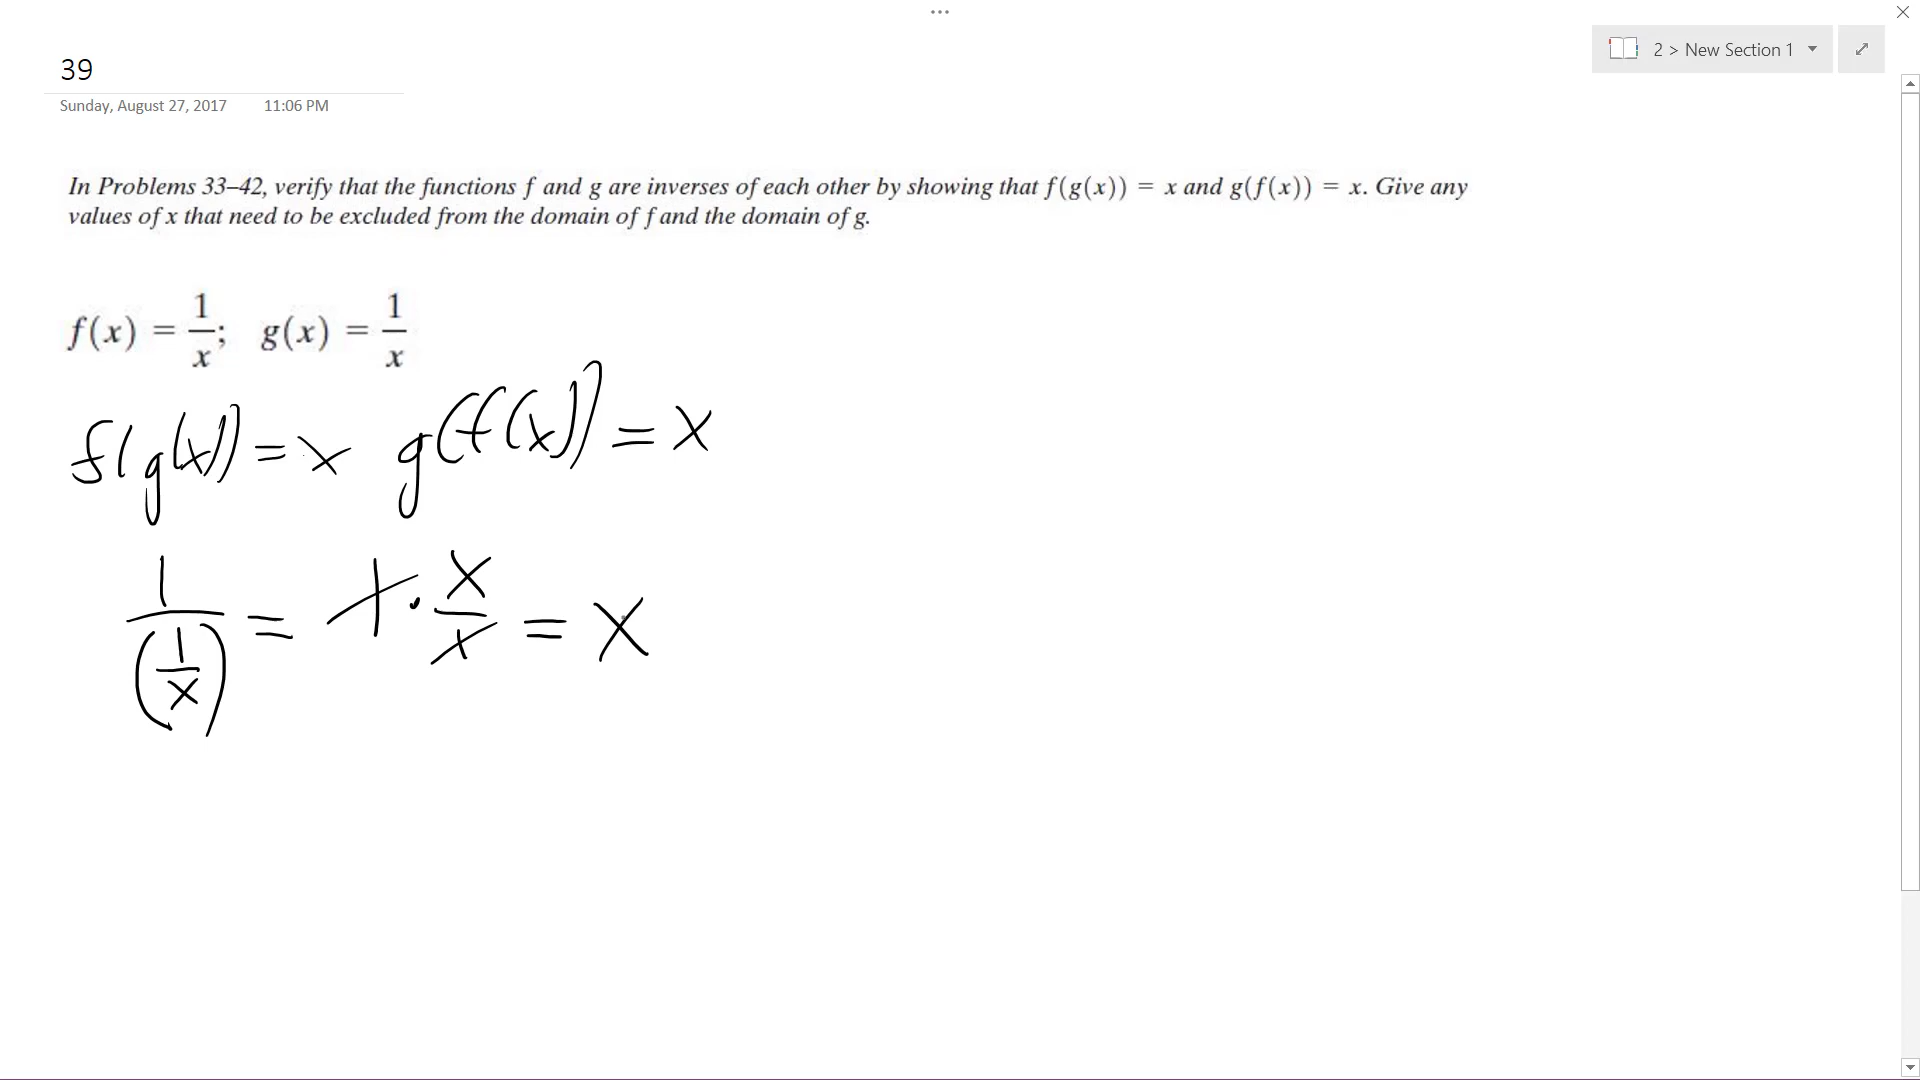 2 > New Section 1
39
Sunday, August 27, 2017 11:06 PM
In Problems 33–42, verify that the functions f and g are inverses of each other by showing that f(g(x)) = x and g(f(x)) = x. Give any
values of x that need to be excluded from the domain of f and the domain of g.
f(x) = 1/x; g(x) = 1/x
f(g(x)) = x g(f(x)) = x
1/(1/x) = 1 · x/x = x